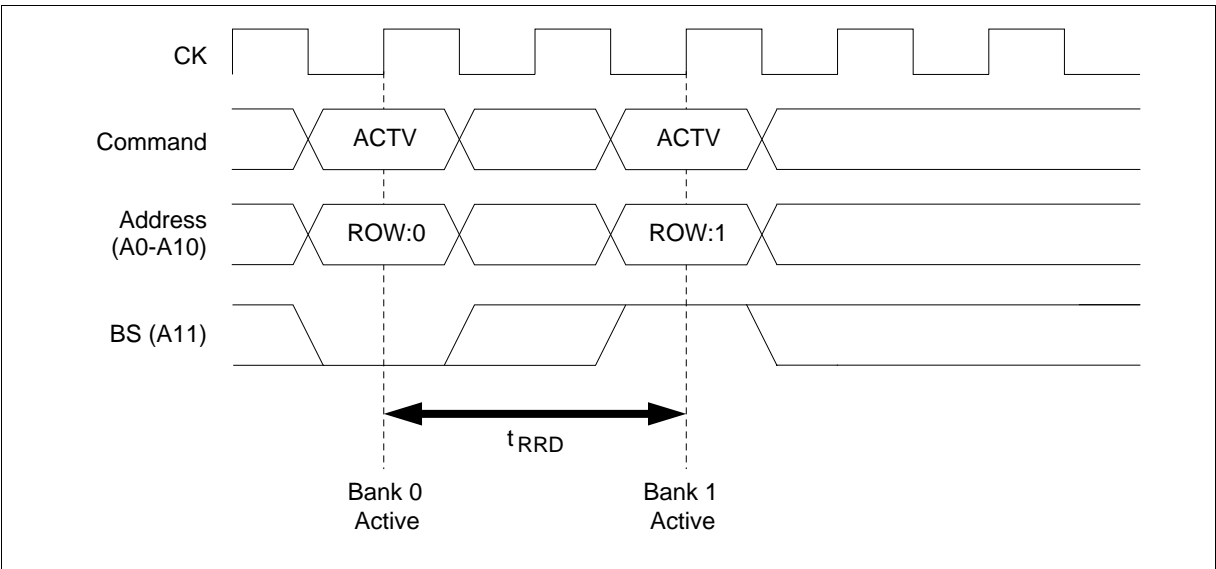 CK
Command
ACTV
ACTV
Address
(A0-A10)
ROW:0
ROW:1
BS (A11)
tRRD
Bank 0
Active
Bank 1
Active